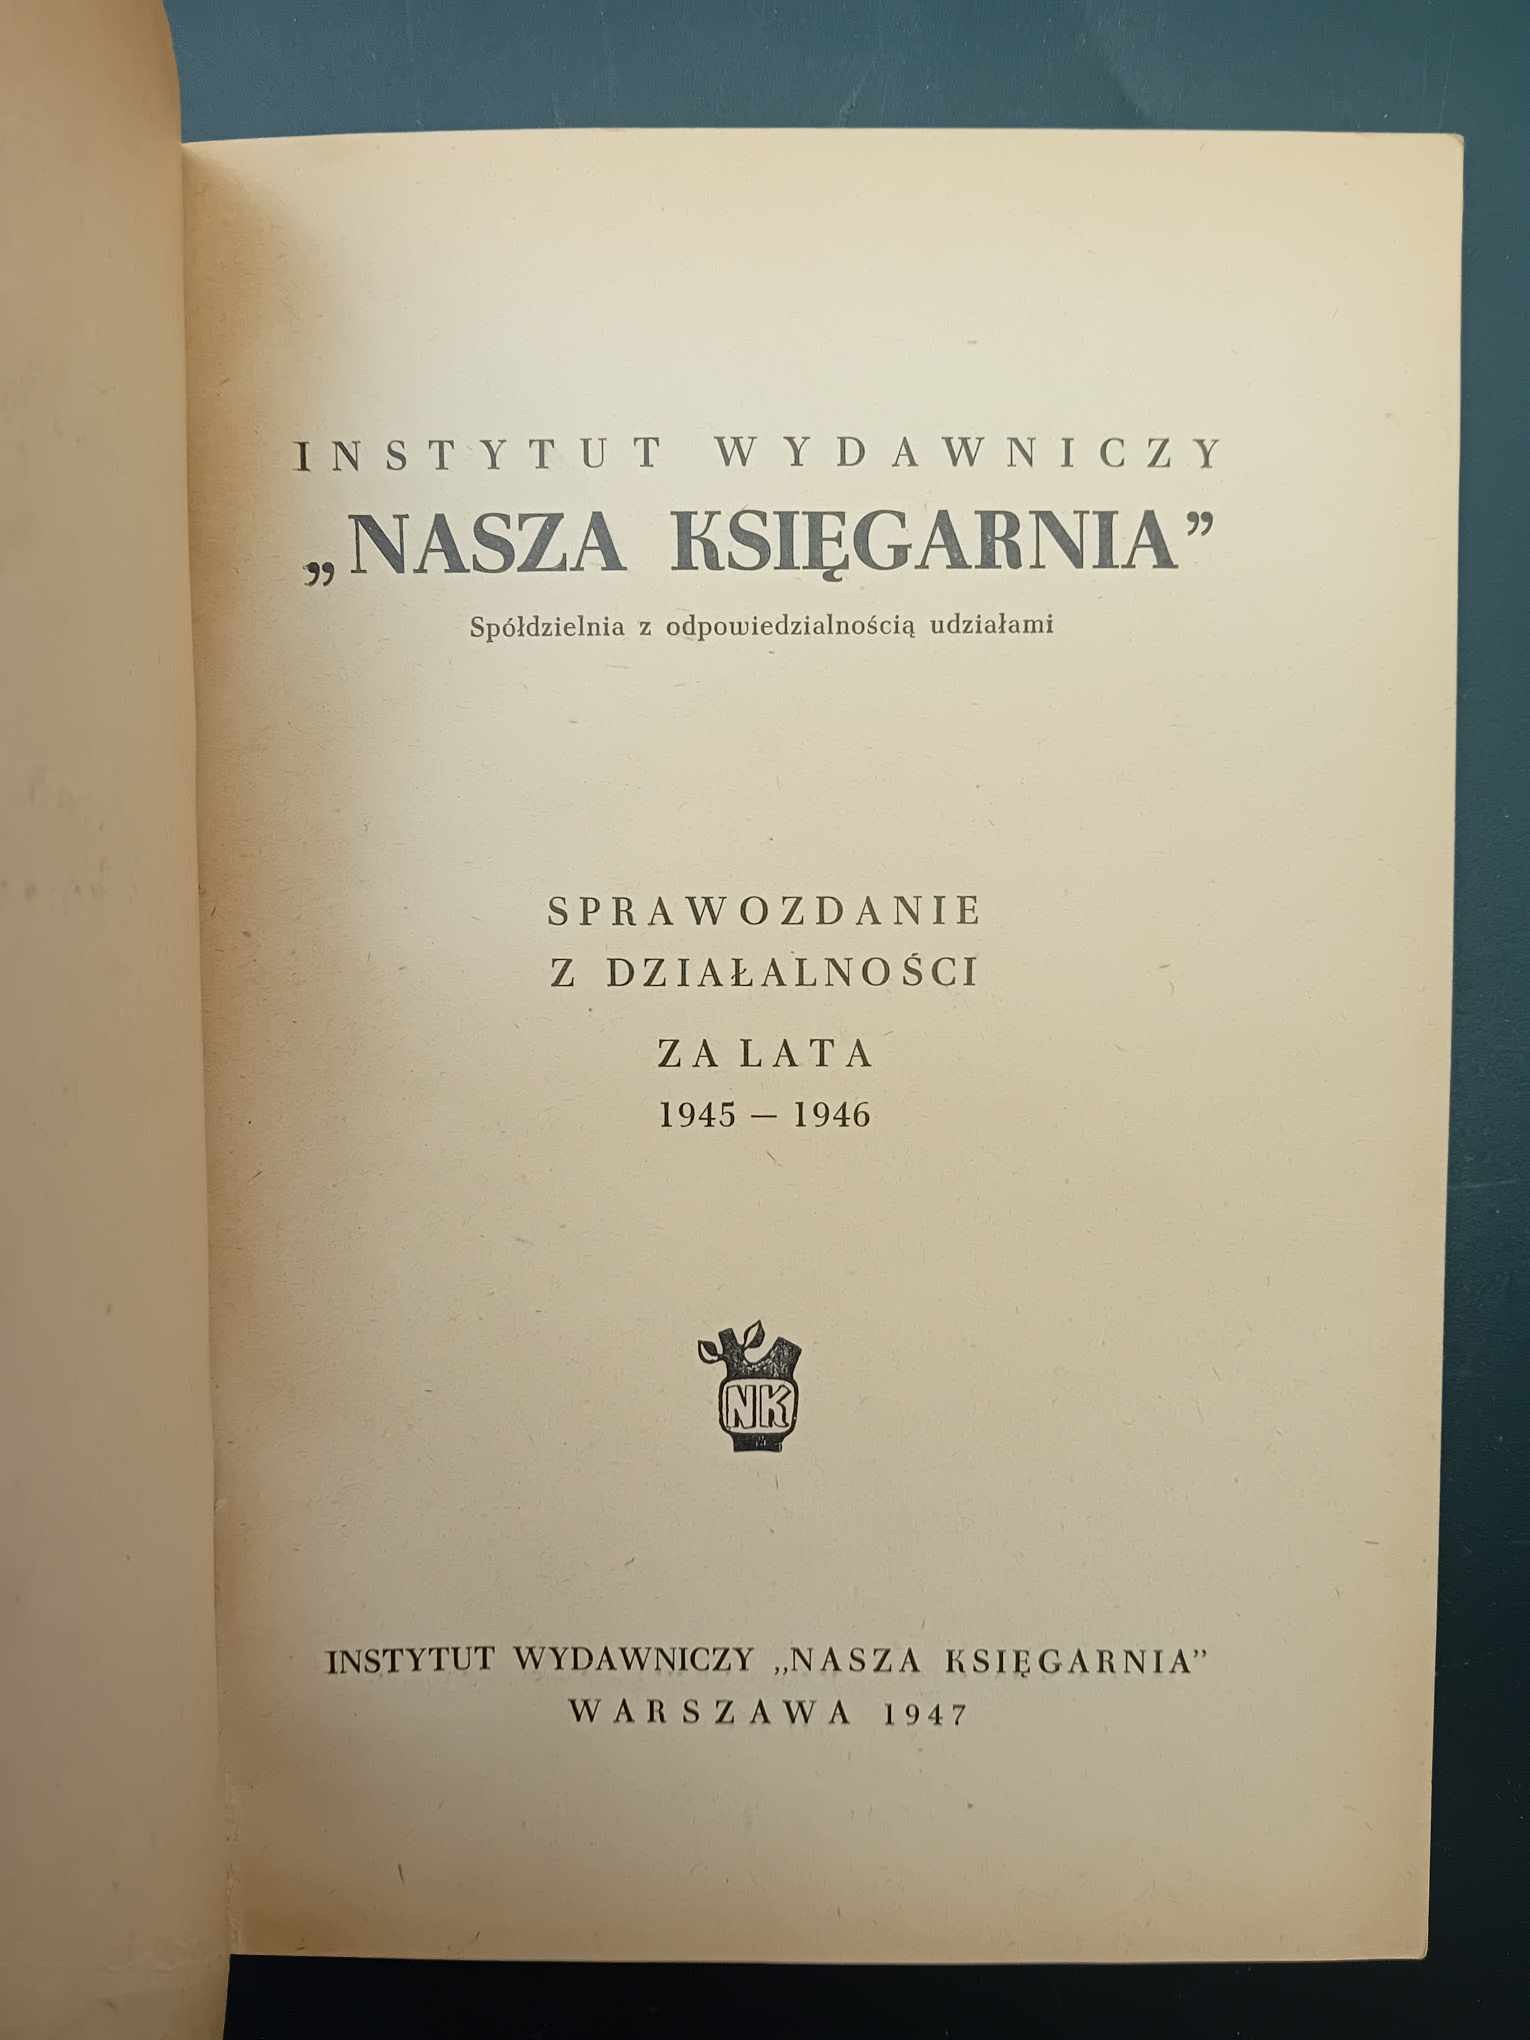 INSTYTUT WYDAWNICZY
„NASZA KSIĘGARNIA”
Spółdzielnia z odpowiedzialnością udziałami
SPRAWOZDANIE
Z DZIAŁALNOŚCI
ZA LATA
1945 — 1946
NK
INSTYTUT WYDAWNICZY „NASZA KSIĘGARNIA”
WARSZAWA 1947